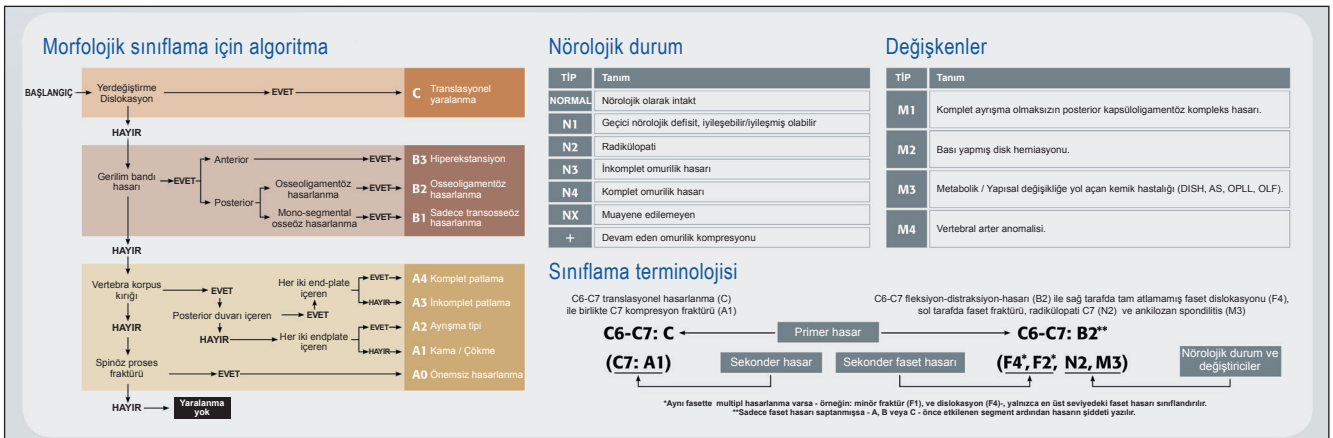 Morfolojik sınıflama için algoritma
BAŞLANGIÇ
Yerdeğiştirme
Dislokasyon
EVET
C Translasyonel
yaralanma
HAYIR
Gerilim bandı
hasarı
EVET
Anterior
EVET
B3 Hiperekstansiyon
Posterior
Osseoligamentöz
hasarlanma
EVET
B2 Osseoligamentöz
hasarlanma
Mono-segmental
osseöz hasarlanma
EVET
B1 Sadece transosseöz
hasarlanma
HAYIR
Vertebra korpus
kırığı
EVET
Posterior duvarı içeren
EVET
Her iki end-plate
içeren
EVET
A4 Komplet patlama
HAYIR
A3 İnkomplet patlama
HAYIR
Her iki endplate
içeren
EVET
A2 Ayrışma tipi
HAYIR
A1 Kama / Çökme
HAYIR
Spinöz proses
fraktürü
EVET
A0 Önemsiz hasarlanma
HAYIR
Yaralanma
yok
Nörolojik durum
TİP Tanım
NORMAL Nörolojik olarak intakt
N1 Geçici nörolojik defisit, iyileşebilir/iyileşmiş olabilir
N2 Radikülopati
N3 İnkomplet omurilik hasarı
N4 Komplet omurilik hasarı
NX Muayene edilemeyen
+ Devam eden omurilik kompresyonu
Değişkenler
TİP Tanım
M1 Komplet ayrışma olmaksızın posterior kapsüloligamentöz kompleks hasarı.
M2 Bası yapmış disk herniasyonu.
M3 Metabolik / Yapısal değişikliğe yol açan kemik hastalığı (DISH, AS, OPLL, OLF).
M4 Vertebral arter anomalisi.
Sınıflama terminolojisi
C6-C7 translasyonel hasarlanma (C)
ile birlikte C7 kompresyon fraktürü (A1)
C6-C7 fleksiyon-distraksiyon-hasarı (B2) ile sağ tarafda tam atlamamış faset dislokasyonu (F4),
sol tarafda faset fraktürü, radikülopati C7 (N2) ve ankilozan spondilitis (M3)
C6-C7: C
Primer hasar
C6-C7: B2**
(C7: A1)
Sekonder hasar
Sekonder faset hasarı
(F4*, F2*, N2, M3)
Nörolojik durum ve
değiştiriciler
*Aynı fasette multipl hasarlanma varsa - örneğin: minör fraktür (F1), ve dislokasyon (F4)-, yalnızca en üst seviyedeki faset hasarı sınıflandırılır.
**Sadece faset hasarı saptanmışsa - A, B veya C - önce etkilenen segment ardından hasarın şiddeti yazılır.